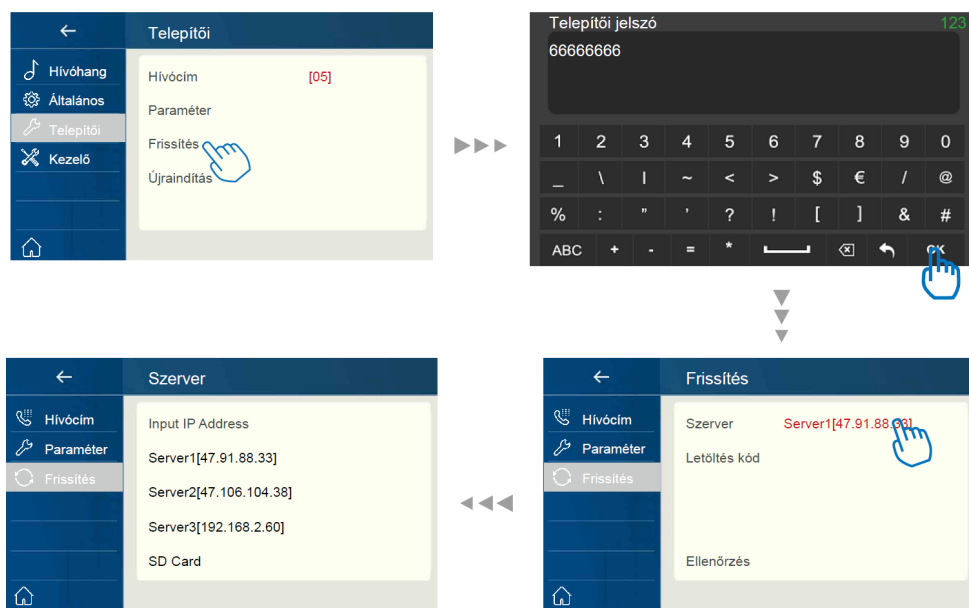 Telepítői
Hívóhang
Általános
Telepítői
Kezelő
Hívócím [05]
Paraméter
Frissítés
Újraindítás
Telepítői jelszó 123
66666666
1 2 3 4 5 6 7 8 9 0
_ \ | ~ < > $ € / @
% : " ' ? ! [ ] & #
ABC + - = * OK
Szerver
Hívócím
Paraméter
Frissítés
Input IP Address
Server1[47.91.88.33]
Server2[47.106.104.38]
Server3[192.168.2.60]
SD Card
Frissítés
Hívócím
Paraméter
Frissítés
Szerver Server1[47.91.88.33]
Letöltés kód
Ellenőrzés